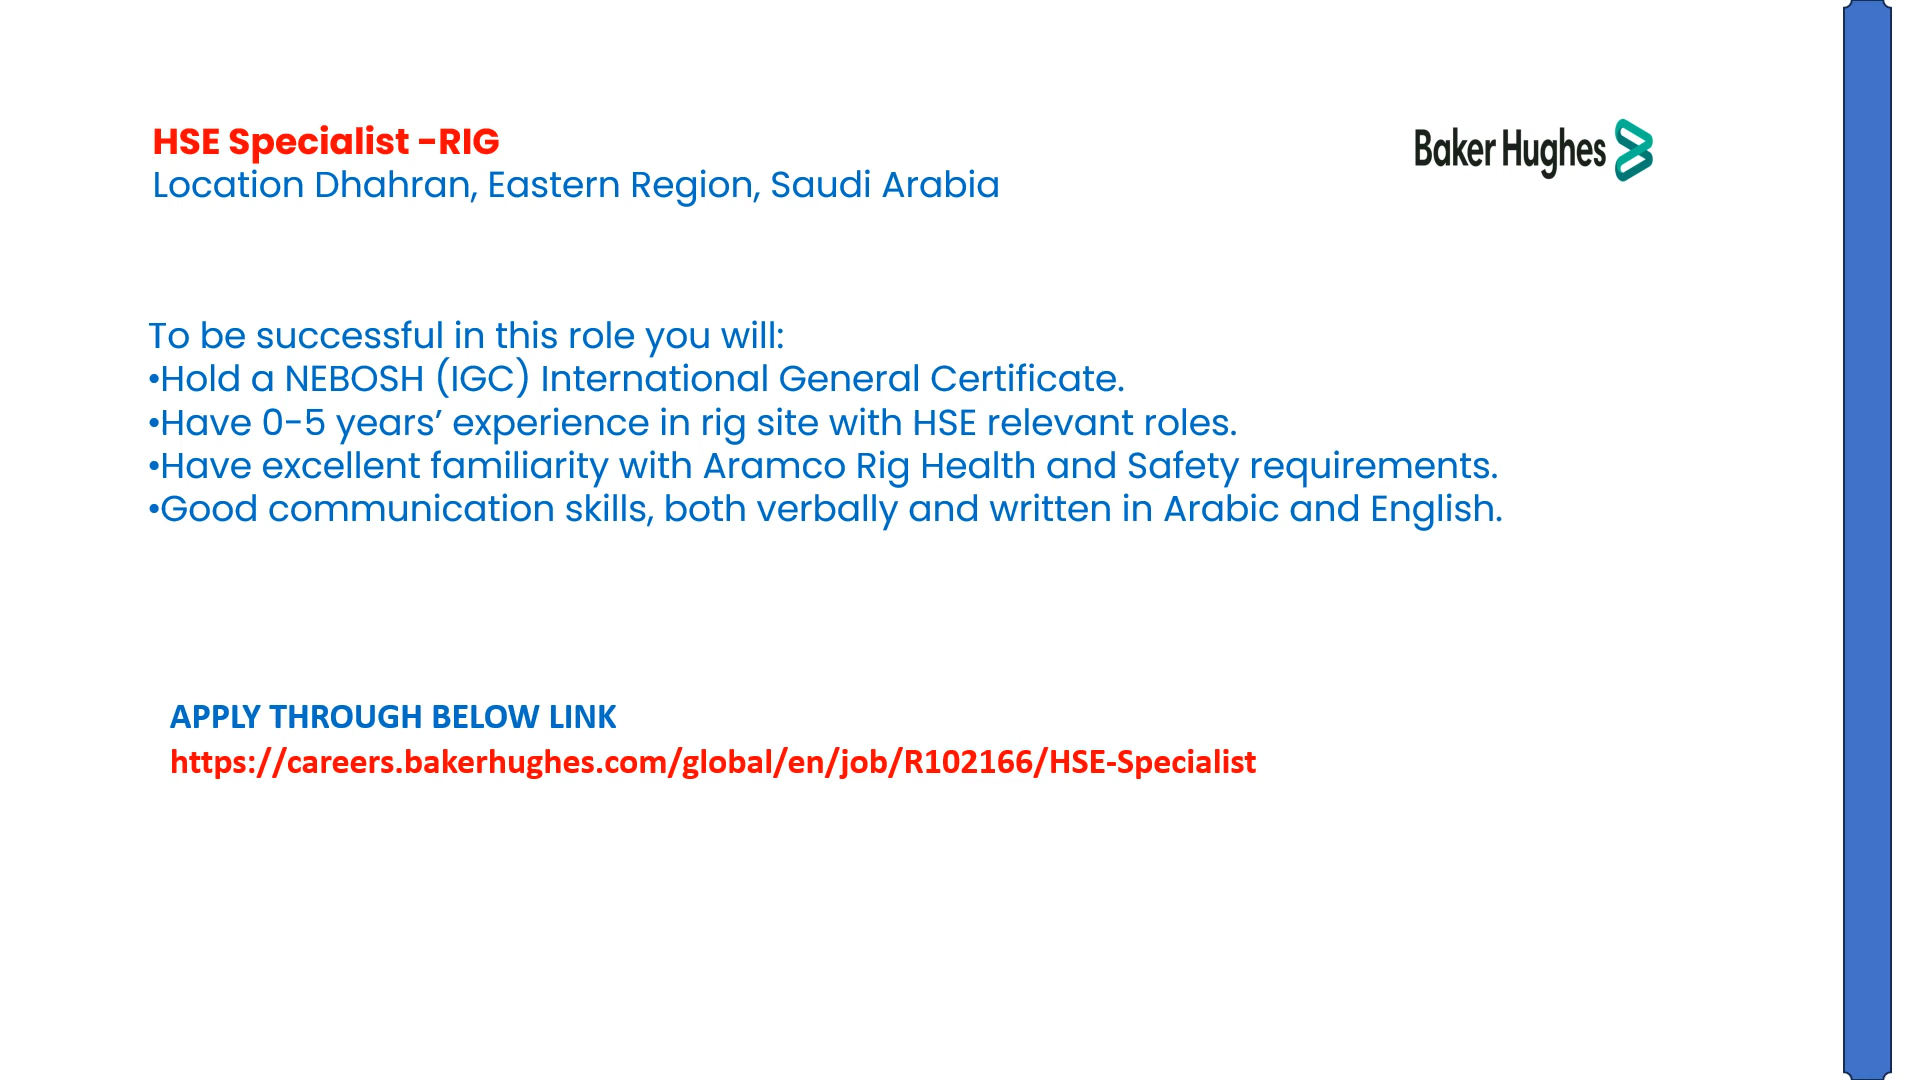 HSE Specialist -RIG
Location Dhahran, Eastern Region, Saudi Arabia
Baker Hughes
To be successful in this role you will:
•Hold a NEBOSH (IGC) International General Certificate.
•Have 0-5 years’ experience in rig site with HSE relevant roles.
•Have excellent familiarity with Aramco Rig Health and Safety requirements.
•Good communication skills, both verbally and written in Arabic and English.
APPLY THROUGH BELOW LINK
https://careers.bakerhughes.com/global/en/job/R102166/HSE-Specialist